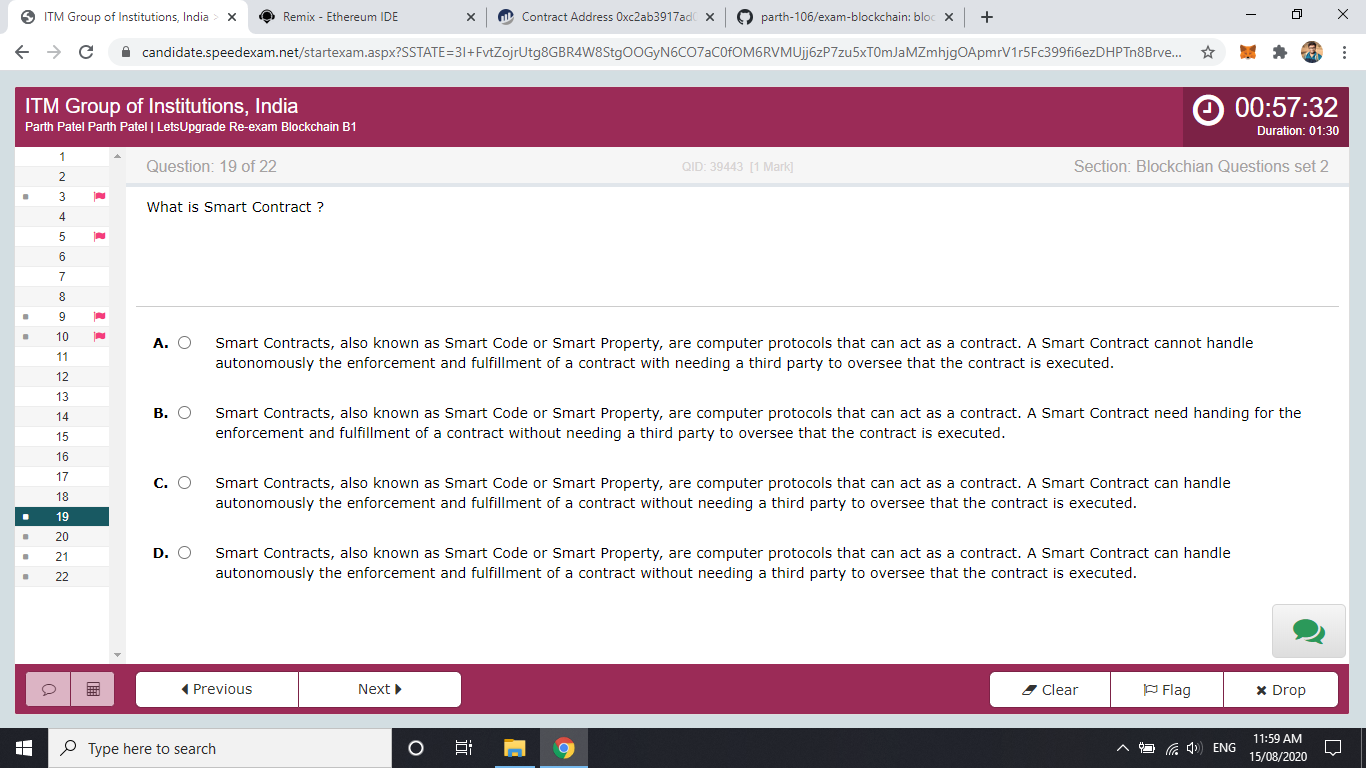 ITM Group of Institutions, India
Remix - Ethereum IDE
Contract Address 0xc2ab3917ad
parth-106/exam-blockchain: bloc
candidate.speedexam.net/startexam.aspx?SSTATE=3I+FvtZojrUtg8GBR4W8StgOOGyN6CO7aC0fOM6RVMUjj6zP7zu5xT0mJaMZmhjgOApmrV1r5Fc399fi6ezDHPTn8Brve...
ITM Group of Institutions, India
Parth Patel Parth Patel | LetsUpgrade Re-exam Blockchain B1
00:57:32
Duration: 01:30
Question: 19 of 22
QID: 39443 [1 Mark]
Section: Blockchian Questions set 2
1
2
3
4
5
6
7
8
9
10
11
12
13
14
15
16
17
18
19
20
21
22
What is Smart Contract ?
A. Smart Contracts, also known as Smart Code or Smart Property, are computer protocols that can act as a contract. A Smart Contract cannot handle
autonomously the enforcement and fulfillment of a contract with needing a third party to oversee that the contract is executed.
B. Smart Contracts, also known as Smart Code or Smart Property, are computer protocols that can act as a contract. A Smart Contract need handing for the
enforcement and fulfillment of a contract without needing a third party to oversee that the contract is executed.
C. Smart Contracts, also known as Smart Code or Smart Property, are computer protocols that can act as a contract. A Smart Contract can handle
autonomously the enforcement and fulfillment of a contract without needing a third party to oversee that the contract is executed.
D. Smart Contracts, also known as Smart Code or Smart Property, are computer protocols that can act as a contract. A Smart Contract can handle
autonomously the enforcement and fulfillment of a contract without needing a third party to oversee that the contract is executed.
Previous
Next
Clear
Flag
Drop
Type here to search
ENG
11:59 AM
15/08/2020